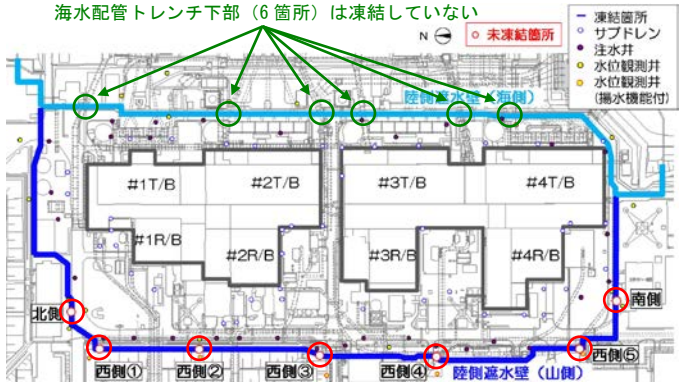 海水配管トレンチ下部（6 箇所）は凍結していない
N
未凍結箇所
凍結箇所
サブドレン
注水井
水位観測井
水位観測井
(揚水機能付)
陸側遮水壁（海側）
#1T/B
#2T/B
#3T/B
#4T/B
#1R/B
#2R/B
#3R/B
#4R/B
北側
南側
西側①
西側②
西側③
西側④
西側⑤
陸側遮水壁（山側）